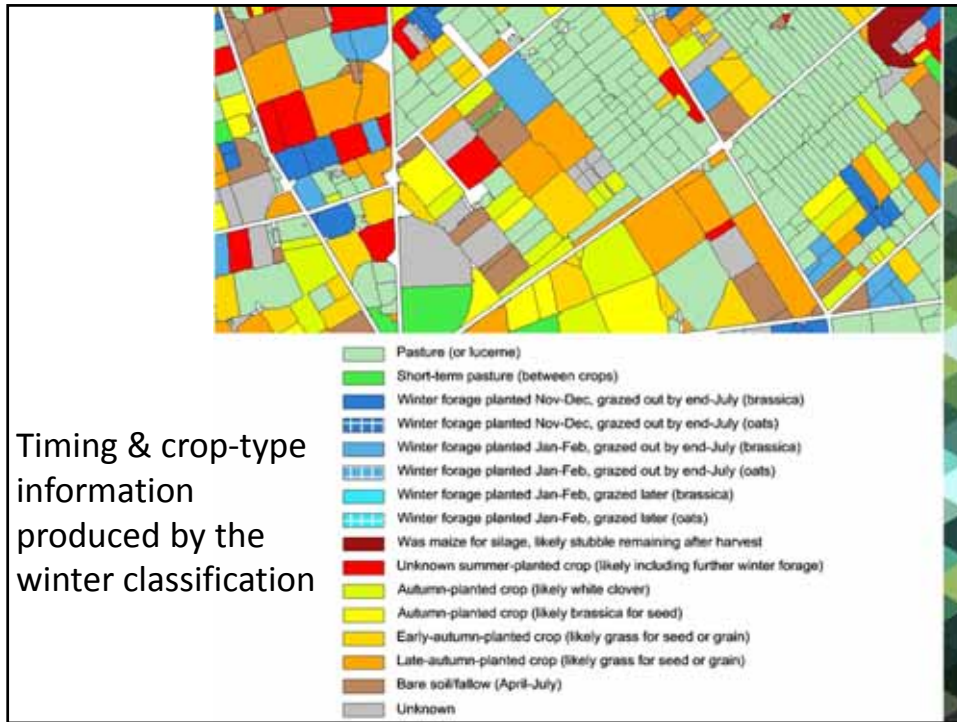 Pasture (or lucerne)
Short-term pasture (between crops)
Winter forage planted Nov-Dec, grazed out by end-July (brassica)
Winter forage planted Nov-Dec, grazed out by end-July (oats)
Winter forage planted Jan-Feb, grazed out by end-July (brassica)
Winter forage planted Jan-Feb, grazed out by end-July (oats)
Winter forage planted Jan-Feb, grazed later (brassica)
Winter forage planted Jan-Feb, grazed later (oats)
Was maize for silage, likely stubble remaining after harvest
Unknown summer-planted crop (likely including further winter forage)
Autumn-planted crop (likely white clover)
Autumn-planted crop (likely brassica for seed)
Early-autumn-planted crop (likely grass for seed or grain)
Late-autumn-planted crop (likely grass for seed or grain)
Bare soil/fallow (April-July)
Unknown
Timing & crop-type
information
produced by the
winter classification